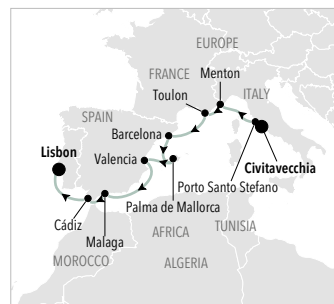 EUROPE
FRANCE
Menton
ITALY
Toulon
SPAIN
Barcelona
Lisbon
Valencia
Civitavecchia
Porto Santo Stefano
Palma de Mallorca
Cádiz
Malaga
AFRICA
TUNISIA
MOROCCO
ALGERIA